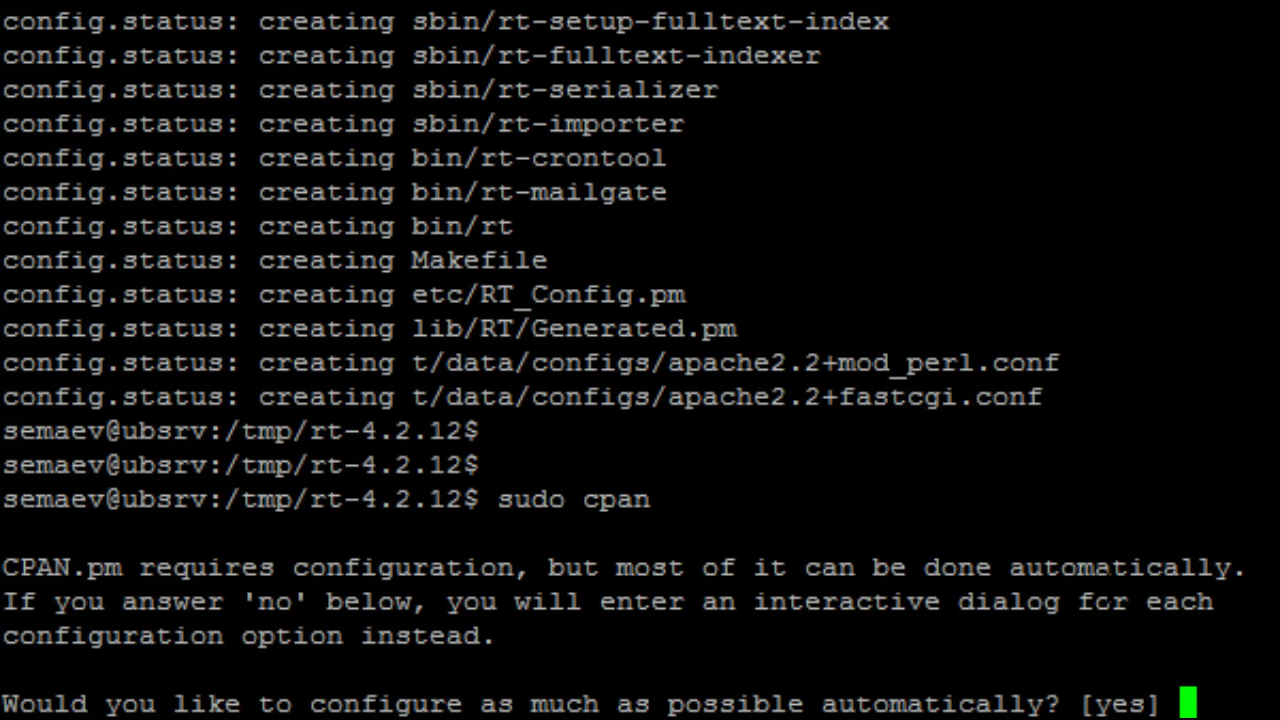 config.status: creating sbin/rt-setup-fulltext-index
config.status: creating sbin/rt-fulltext-indexer
config.status: creating sbin/rt-serializer
config.status: creating sbin/rt-importer
config.status: creating bin/rt-crontool
config.status: creating bin/rt-mailgate
config.status: creating bin/rt
config.status: creating Makefile
config.status: creating etc/RT_Config.pm
config.status: creating lib/RT/Generated.pm
config.status: creating t/data/configs/apache2.2+mod_perl.conf
config.status: creating t/data/configs/apache2.2+fastcgi.conf
semaev@ubsrv:/tmp/rt-4.2.12$
semaev@ubsrv:/tmp/rt-4.2.12$
semaev@ubsrv:/tmp/rt-4.2.12$ sudo cpan
CPAN.pm requires configuration, but most of it can be done automatically.
If you answer 'no' below, you will enter an interactive dialog for each
configuration option instead.
Would you like to configure as much as possible automatically? [yes]